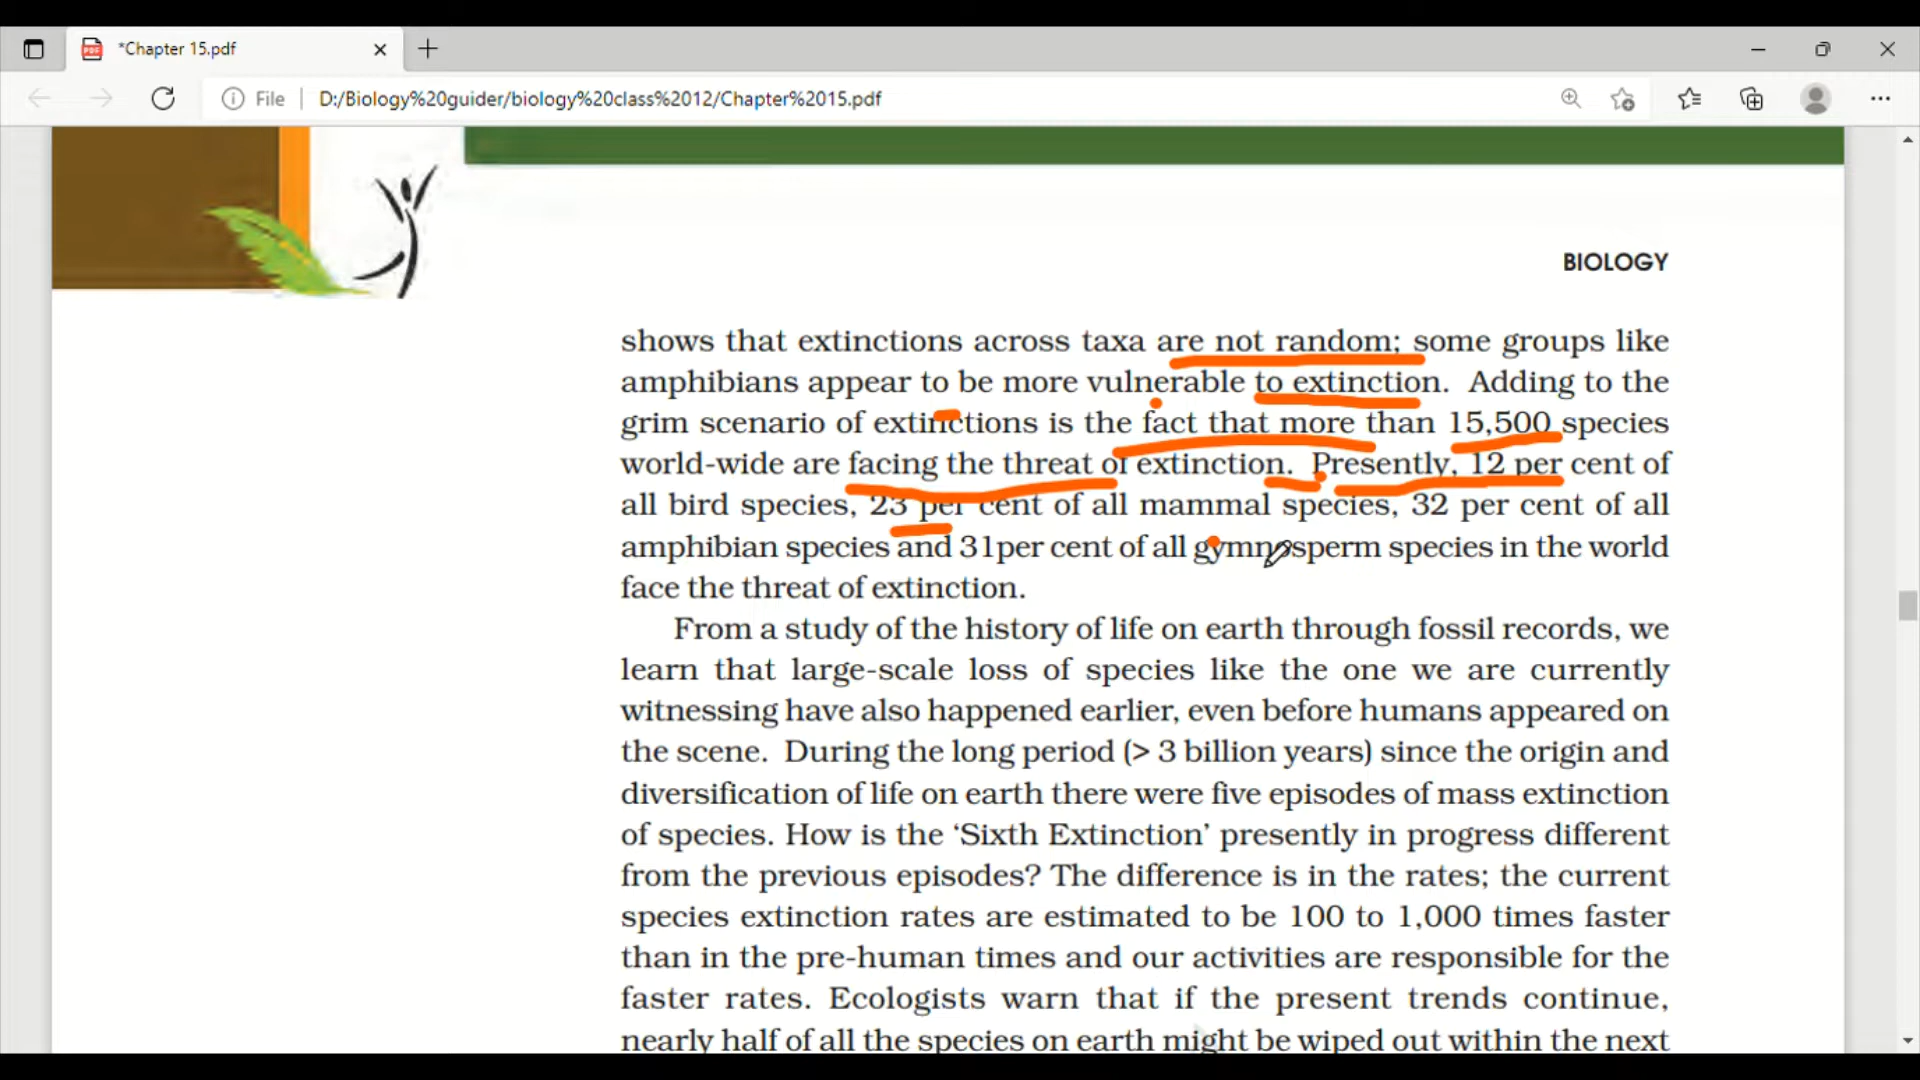 *Chapter 15.pdf
File
D:/Biology%20guider/biology%20class%2012/Chapter%2015.pdf
BIOLOGY
shows that extinctions across taxa are not random; some groups like
amphibians appear to be more vulnerable to extinction. Adding to the
grim scenario of extinctions is the fact that more than 15,500 species
world-wide are facing the threat of extinction. Presently, 12 per cent of
all bird species, 23 per cent of all mammal species, 32 per cent of all
amphibian species and 31per cent of all gymnosperm species in the world
face the threat of extinction.
From a study of the history of life on earth through fossil records, we
learn that large-scale loss of species like the one we are currently
witnessing have also happened earlier, even before humans appeared on
the scene. During the long period (> 3 billion years) since the origin and
diversification of life on earth there were five episodes of mass extinction
of species. How is the ‘Sixth Extinction’ presently in progress different
from the previous episodes? The difference is in the rates; the current
species extinction rates are estimated to be 100 to 1,000 times faster
than in the pre-human times and our activities are responsible for the
faster rates. Ecologists warn that if the present trends continue,
nearly half of all the species on earth might be wiped out within the next